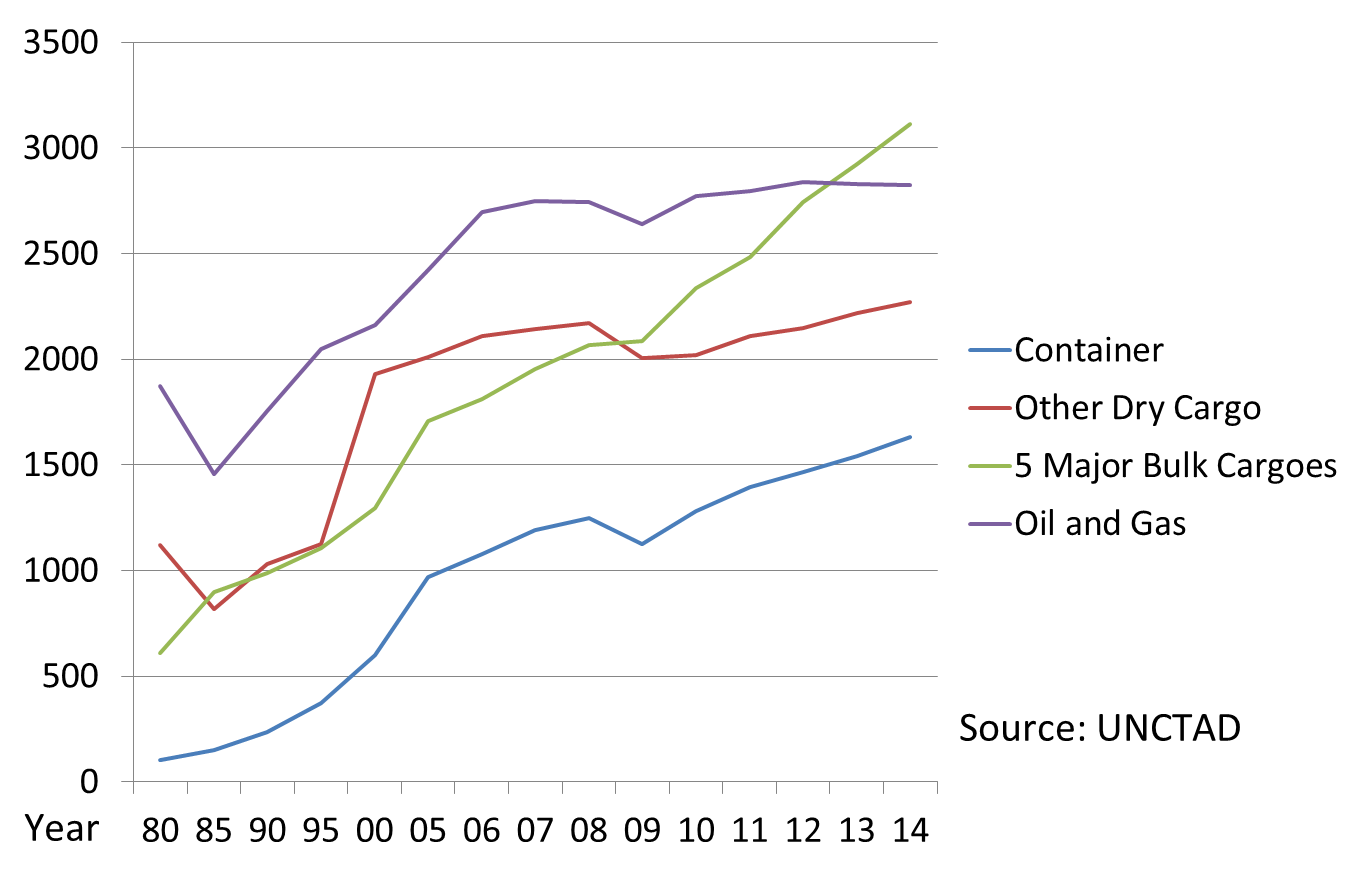 3500
3000
2500
2000
1500
1000
500
0
Year 80 85 90 95 00 05 06 07 08 09 10 11 12 13 14
Container
Other Dry Cargo
5 Major Bulk Cargoes
Oil and Gas
Source: UNCTAD